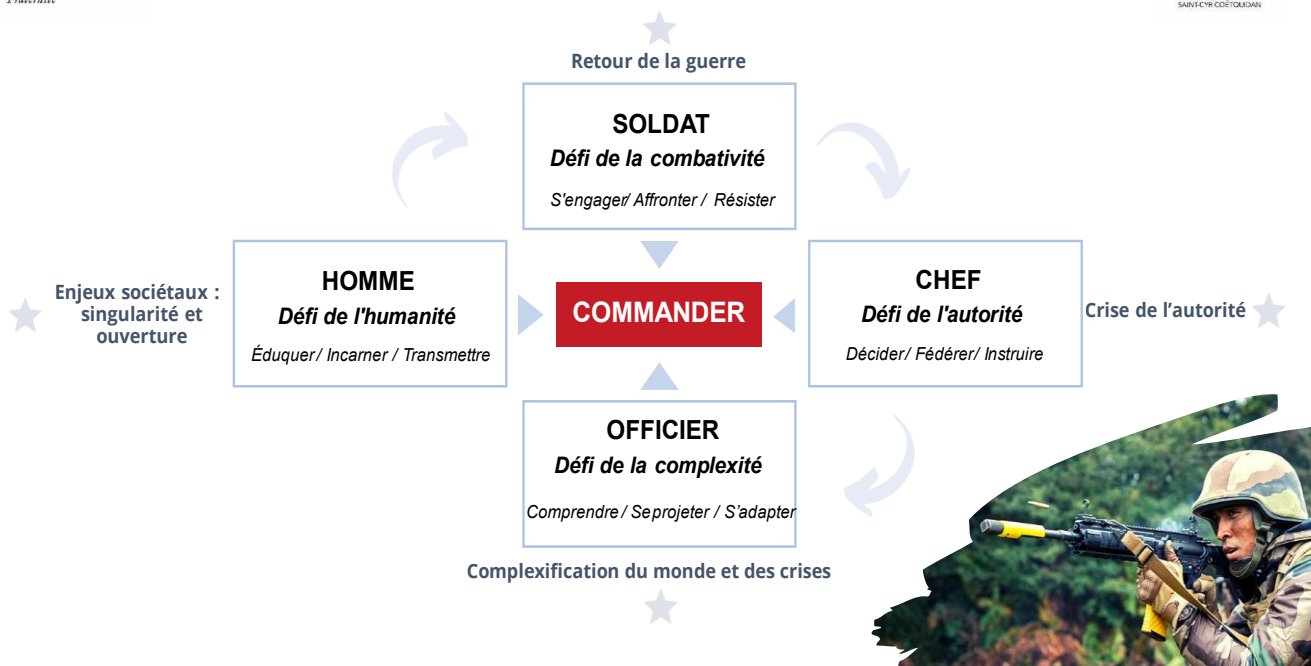 Fraternité
SAINT-CYR COËTQUIDAN
Retour de la guerre
SOLDAT
Défi de la combativité
S'engager/ Affronter / Résister
Enjeux sociétaux :
singularité et
ouverture
HOMME
Défi de l'humanité
Éduquer / Incarner / Transmettre
COMMANDER
CHEF
Défi de l'autorité
Décider/ Fédérer/ Instruire
Crise de l’autorité
OFFICIER
Défi de la complexité
Comprendre / Se projeter / S’adapter
Complexification du monde et des crises